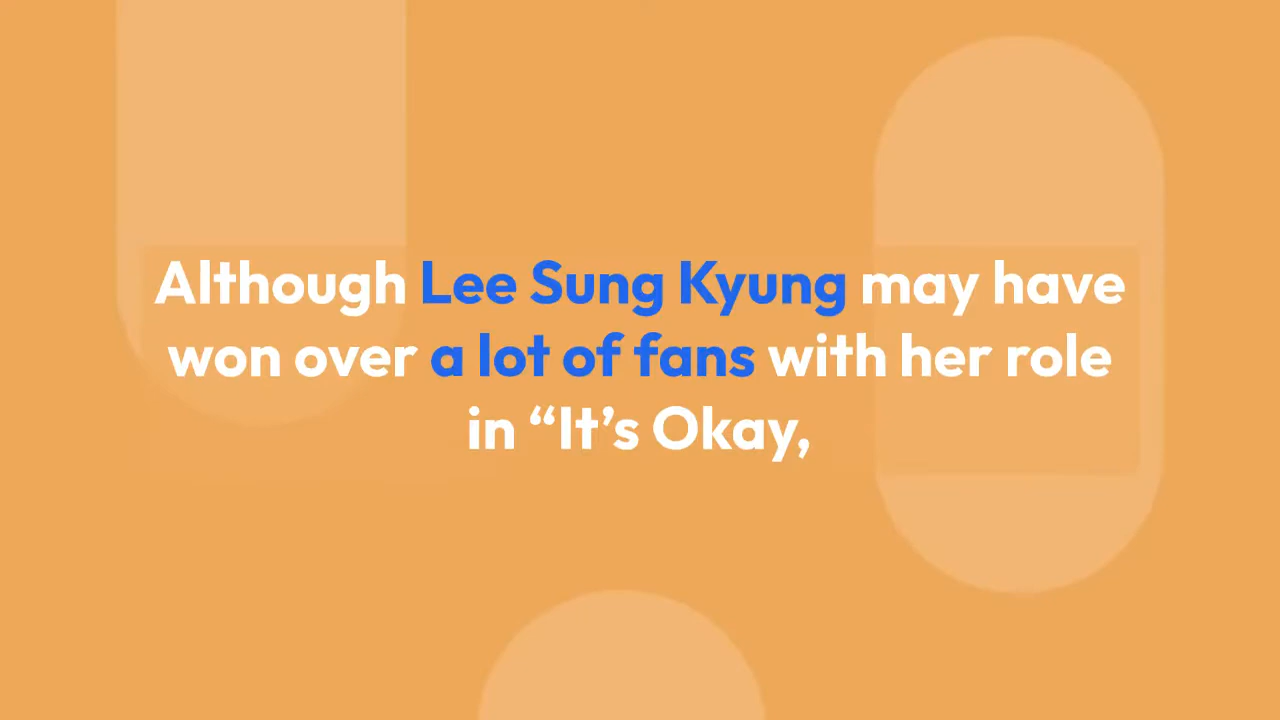 Although Lee Sung Kyung may have
won over a lot of fans with her role
in “It’s Okay,